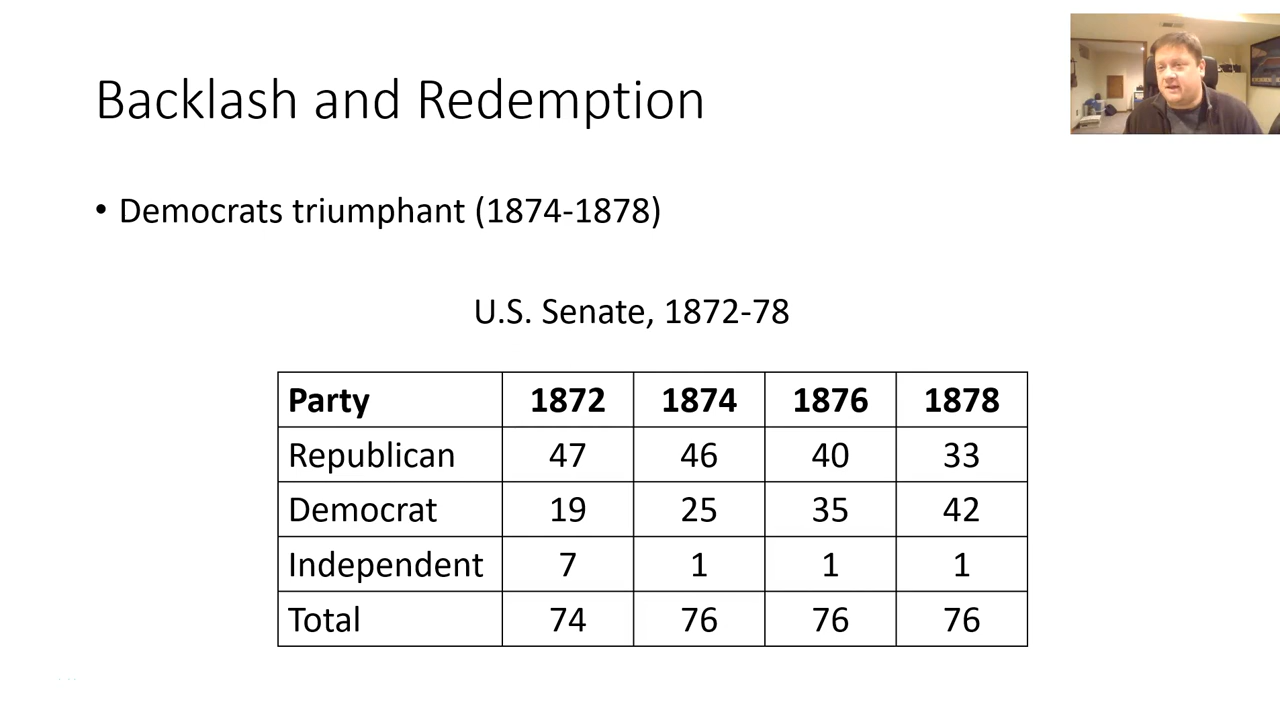 Backlash and Redemption
• Democrats triumphant (1874-1878)
U.S. Senate, 1872-78
Party 1872 1874 1876 1878
Republican 47 46 40 33
Democrat 19 25 35 42
Independent 7 1 1 1
Total 74 76 76 76